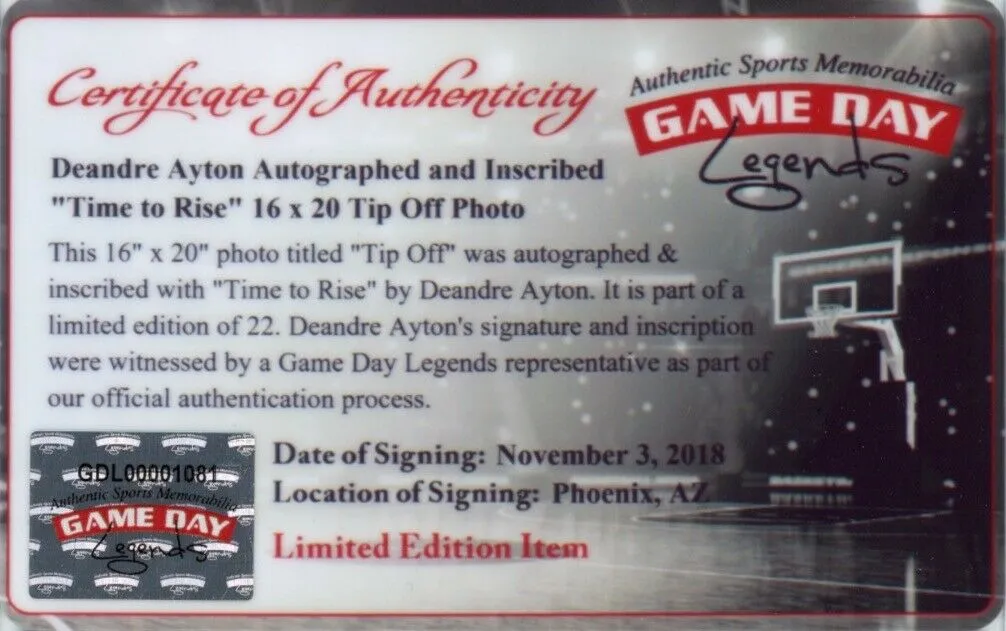 Certificate of Authenticity
Authentic Sports Memorabilia
GAME DAY
Legends
Deandre Ayton Autographed and Inscribed
"Time to Rise" 16 x 20 Tip Off Photo
This 16" x 20" photo titled "Tip Off" was autographed &
inscribed with "Time to Rise" by Deandre Ayton. It is part of a
limited edition of 22. Deandre Ayton's signature and inscription
were witnessed by a Game Day Legends representative as part of
our official authentication process.
GDL00001081
Authentic Sports Memorabilia
GAME DAY
Legends
Date of Signing: November 3, 2018
Location of Signing: Phoenix, AZ
Limited Edition Item